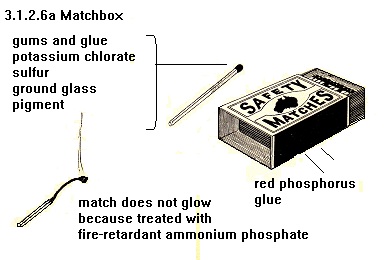 3.1.2.6a Matchbox
gums and glue
potassium chlorate
sulfur
ground glass
pigment
SAFETY
MATCHES
red phosphorus
glue
match does not glow
because treated with
fire-retardant ammonium phosphate